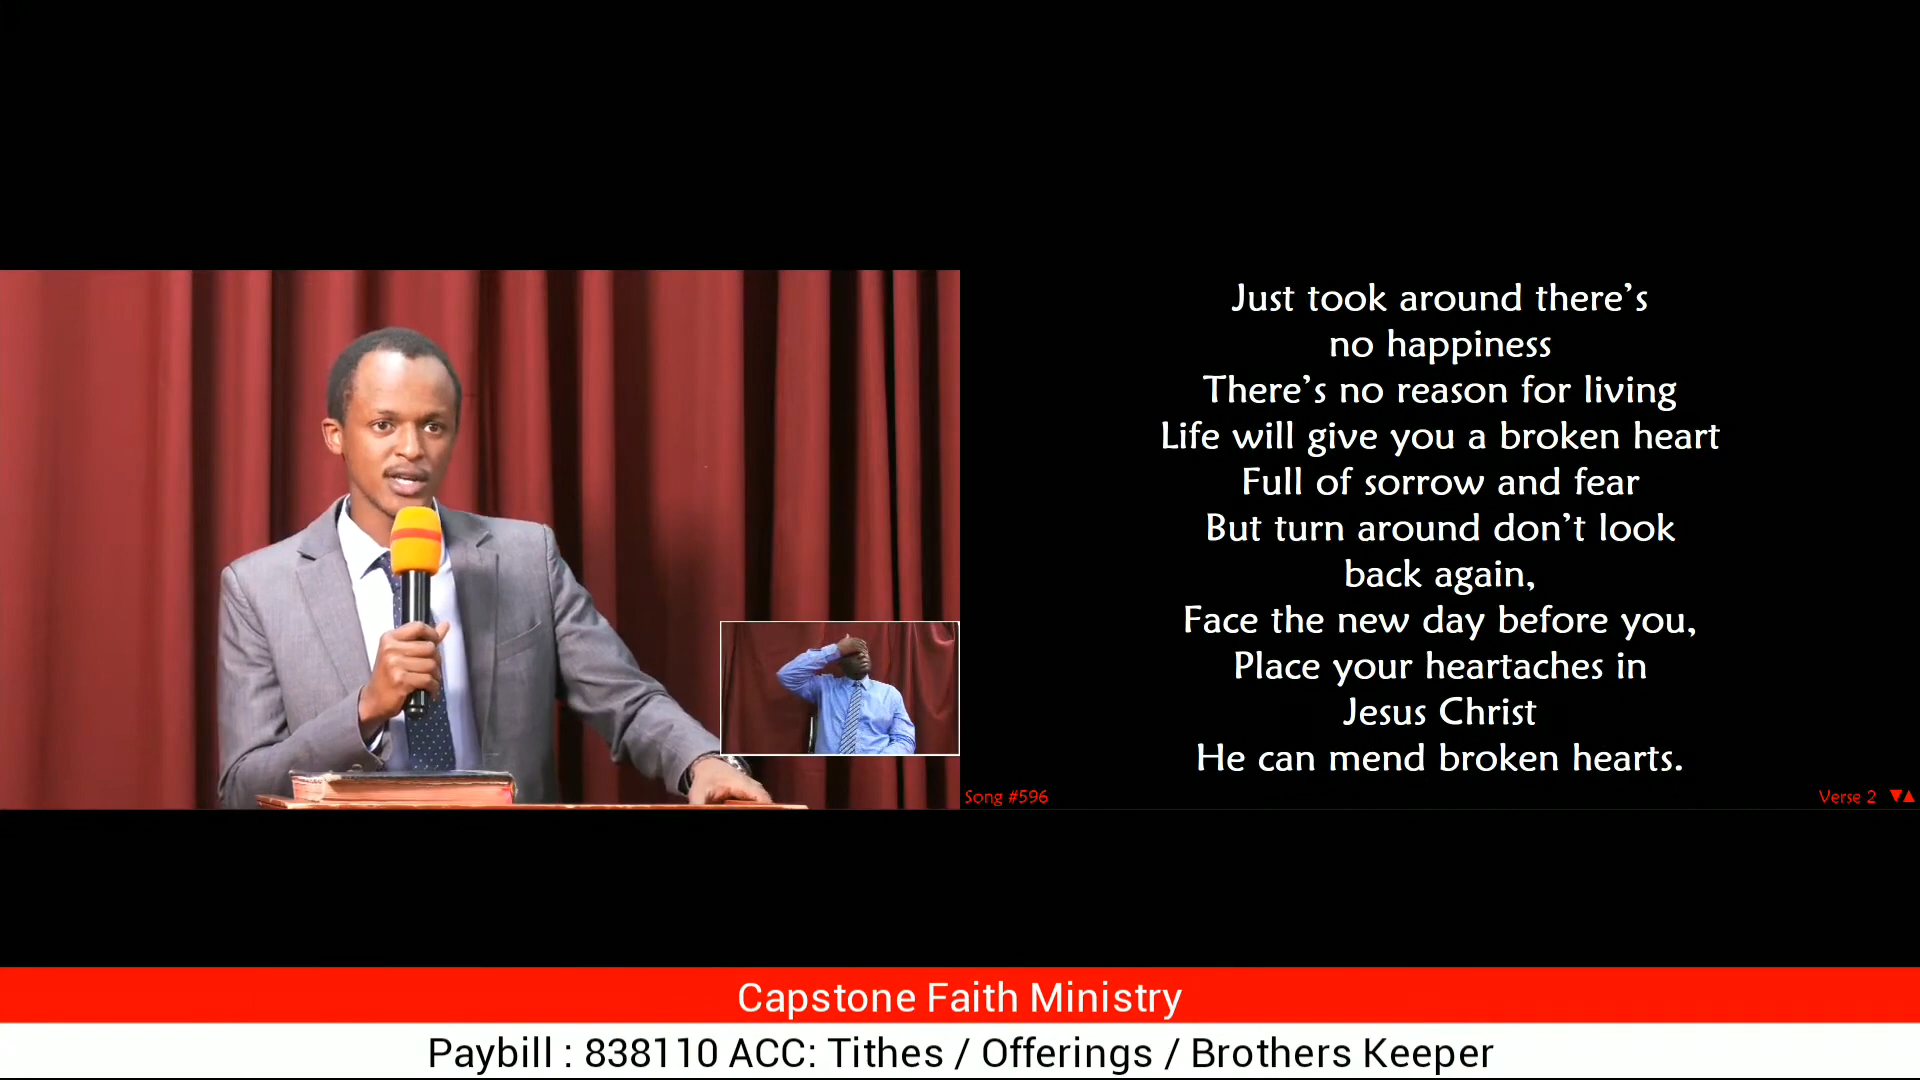 Just took around there's
no happiness
There's no reason for living
Life will give you a broken heart
Full of sorrow and fear
But turn around don't look
back again,
Face the new day before you,
Place your heartaches in
Jesus Christ
He can mend broken hearts.
Song #596
Verse 2 ▼▲
Capstone Faith Ministry
Paybill : 838110 ACC: Tithes / Offerings / Brothers Keeper